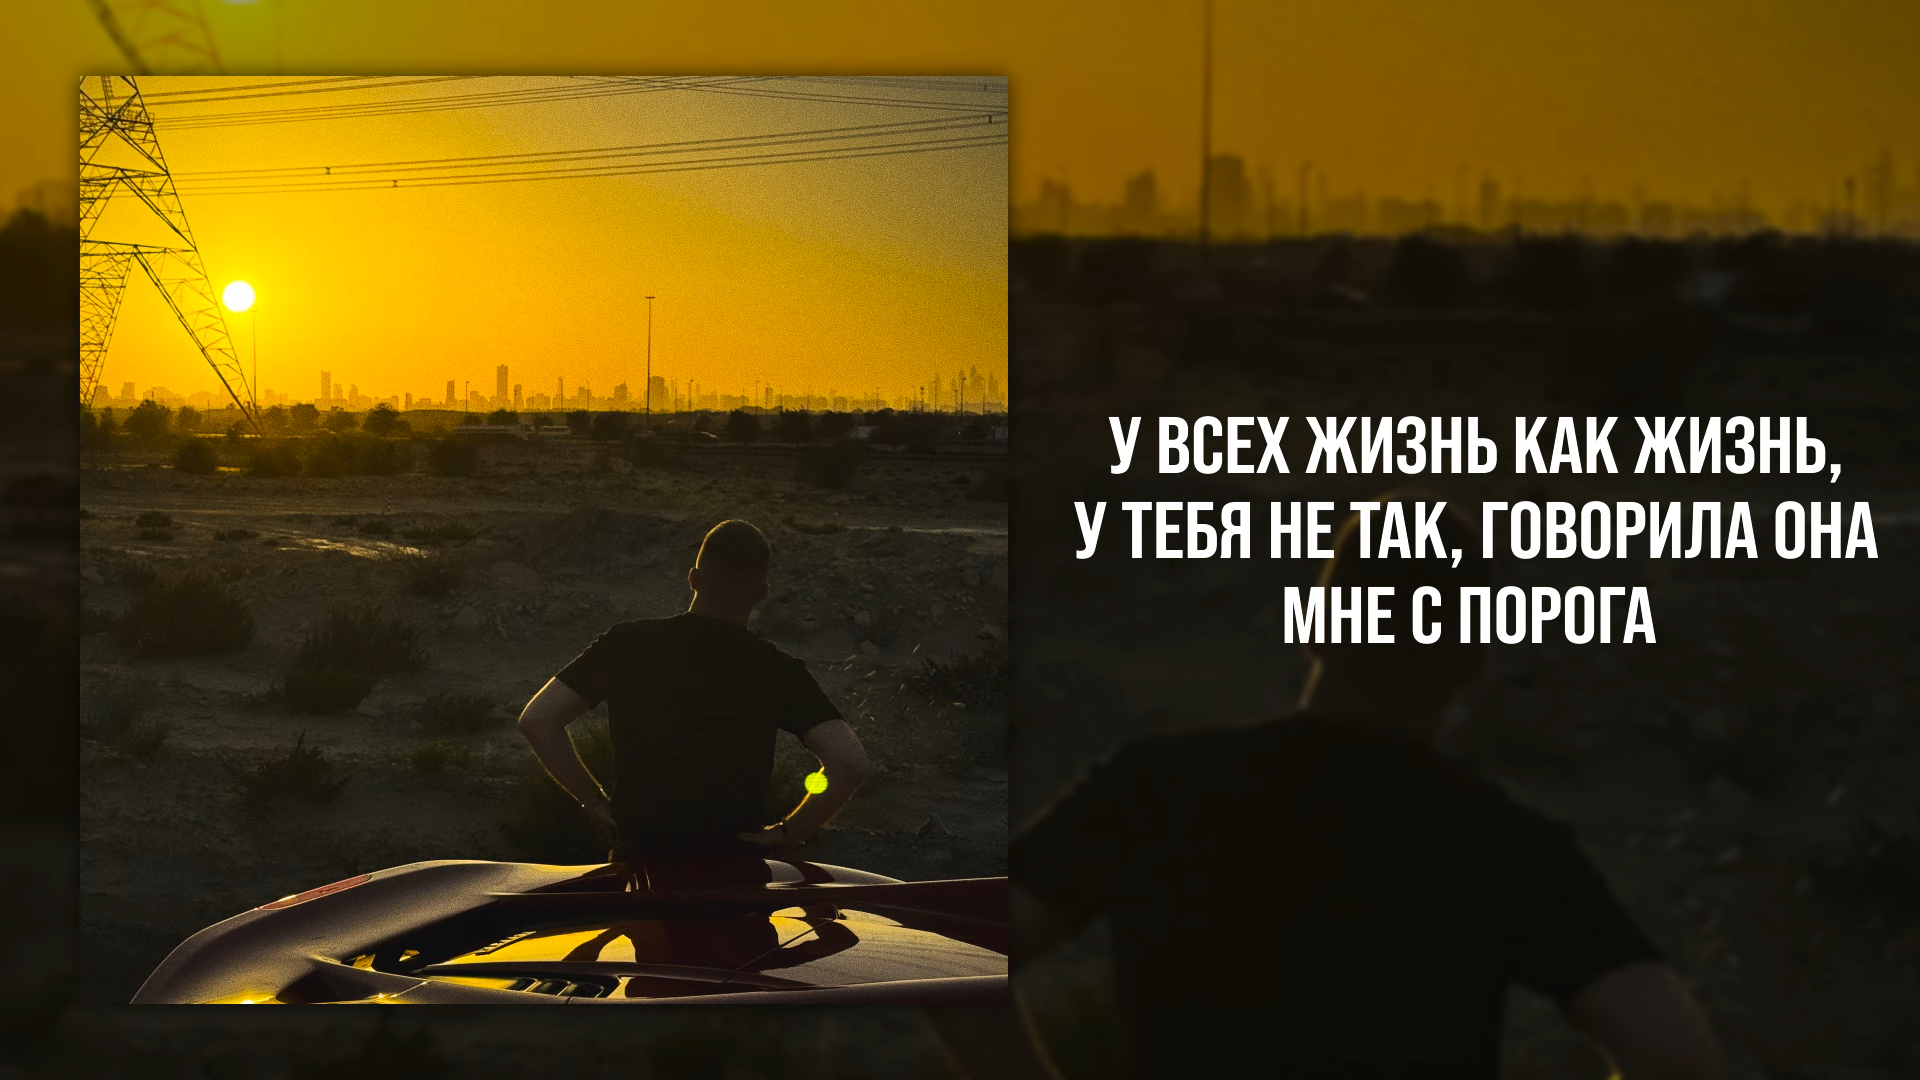 У ВСЕХ ЖИЗНЬ КАК ЖИЗНЬ,
У ТЕБЯ НЕ ТАК, ГОВОРИЛА ОНА
МНЕ С ПОРОГА